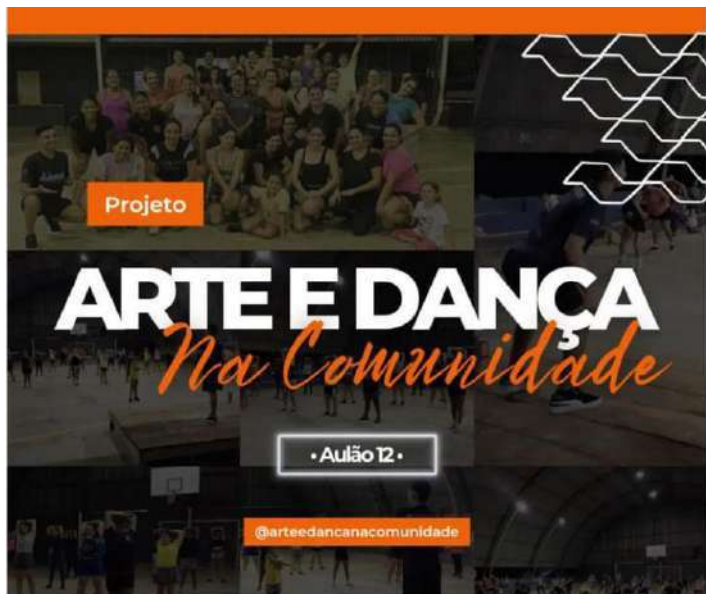 Projeto
ARTE E DANÇA
Na Comunidade
• Aulão 12 •
@arteedancanacomunidade